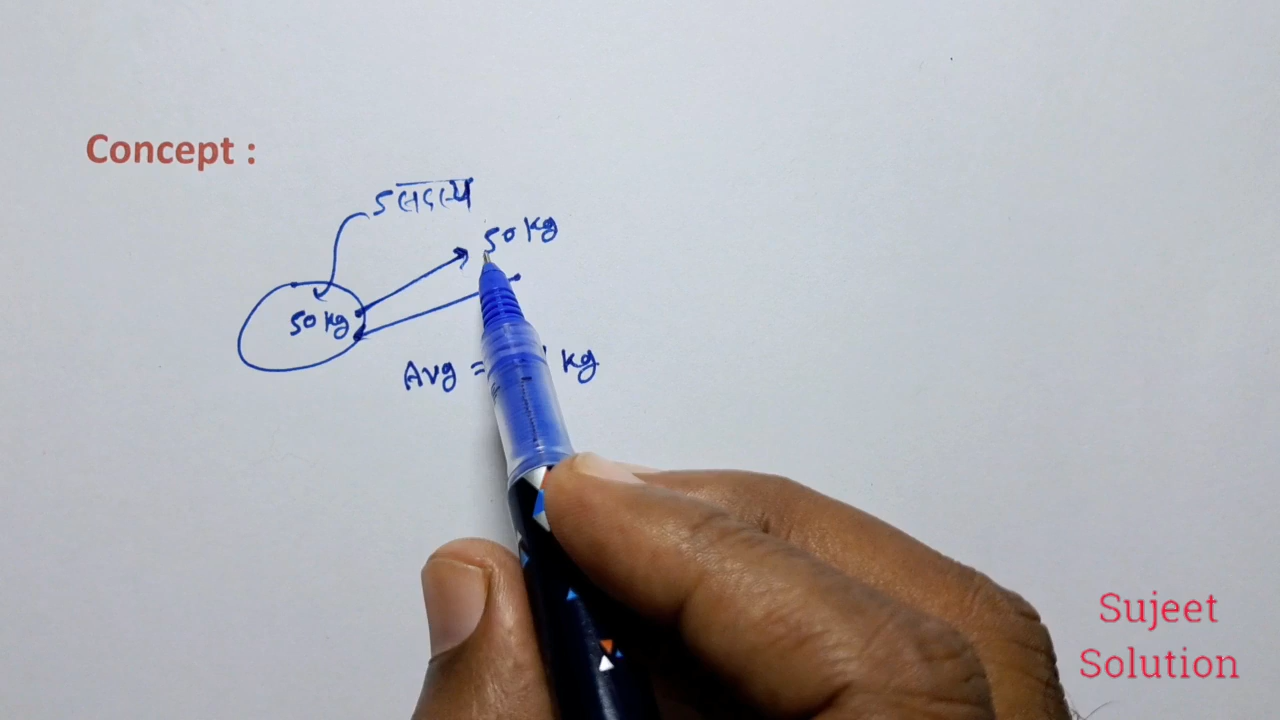 Concept :
5 सदस्य
50 kg
50 kg
Avg = kg
Sujeet
Solution